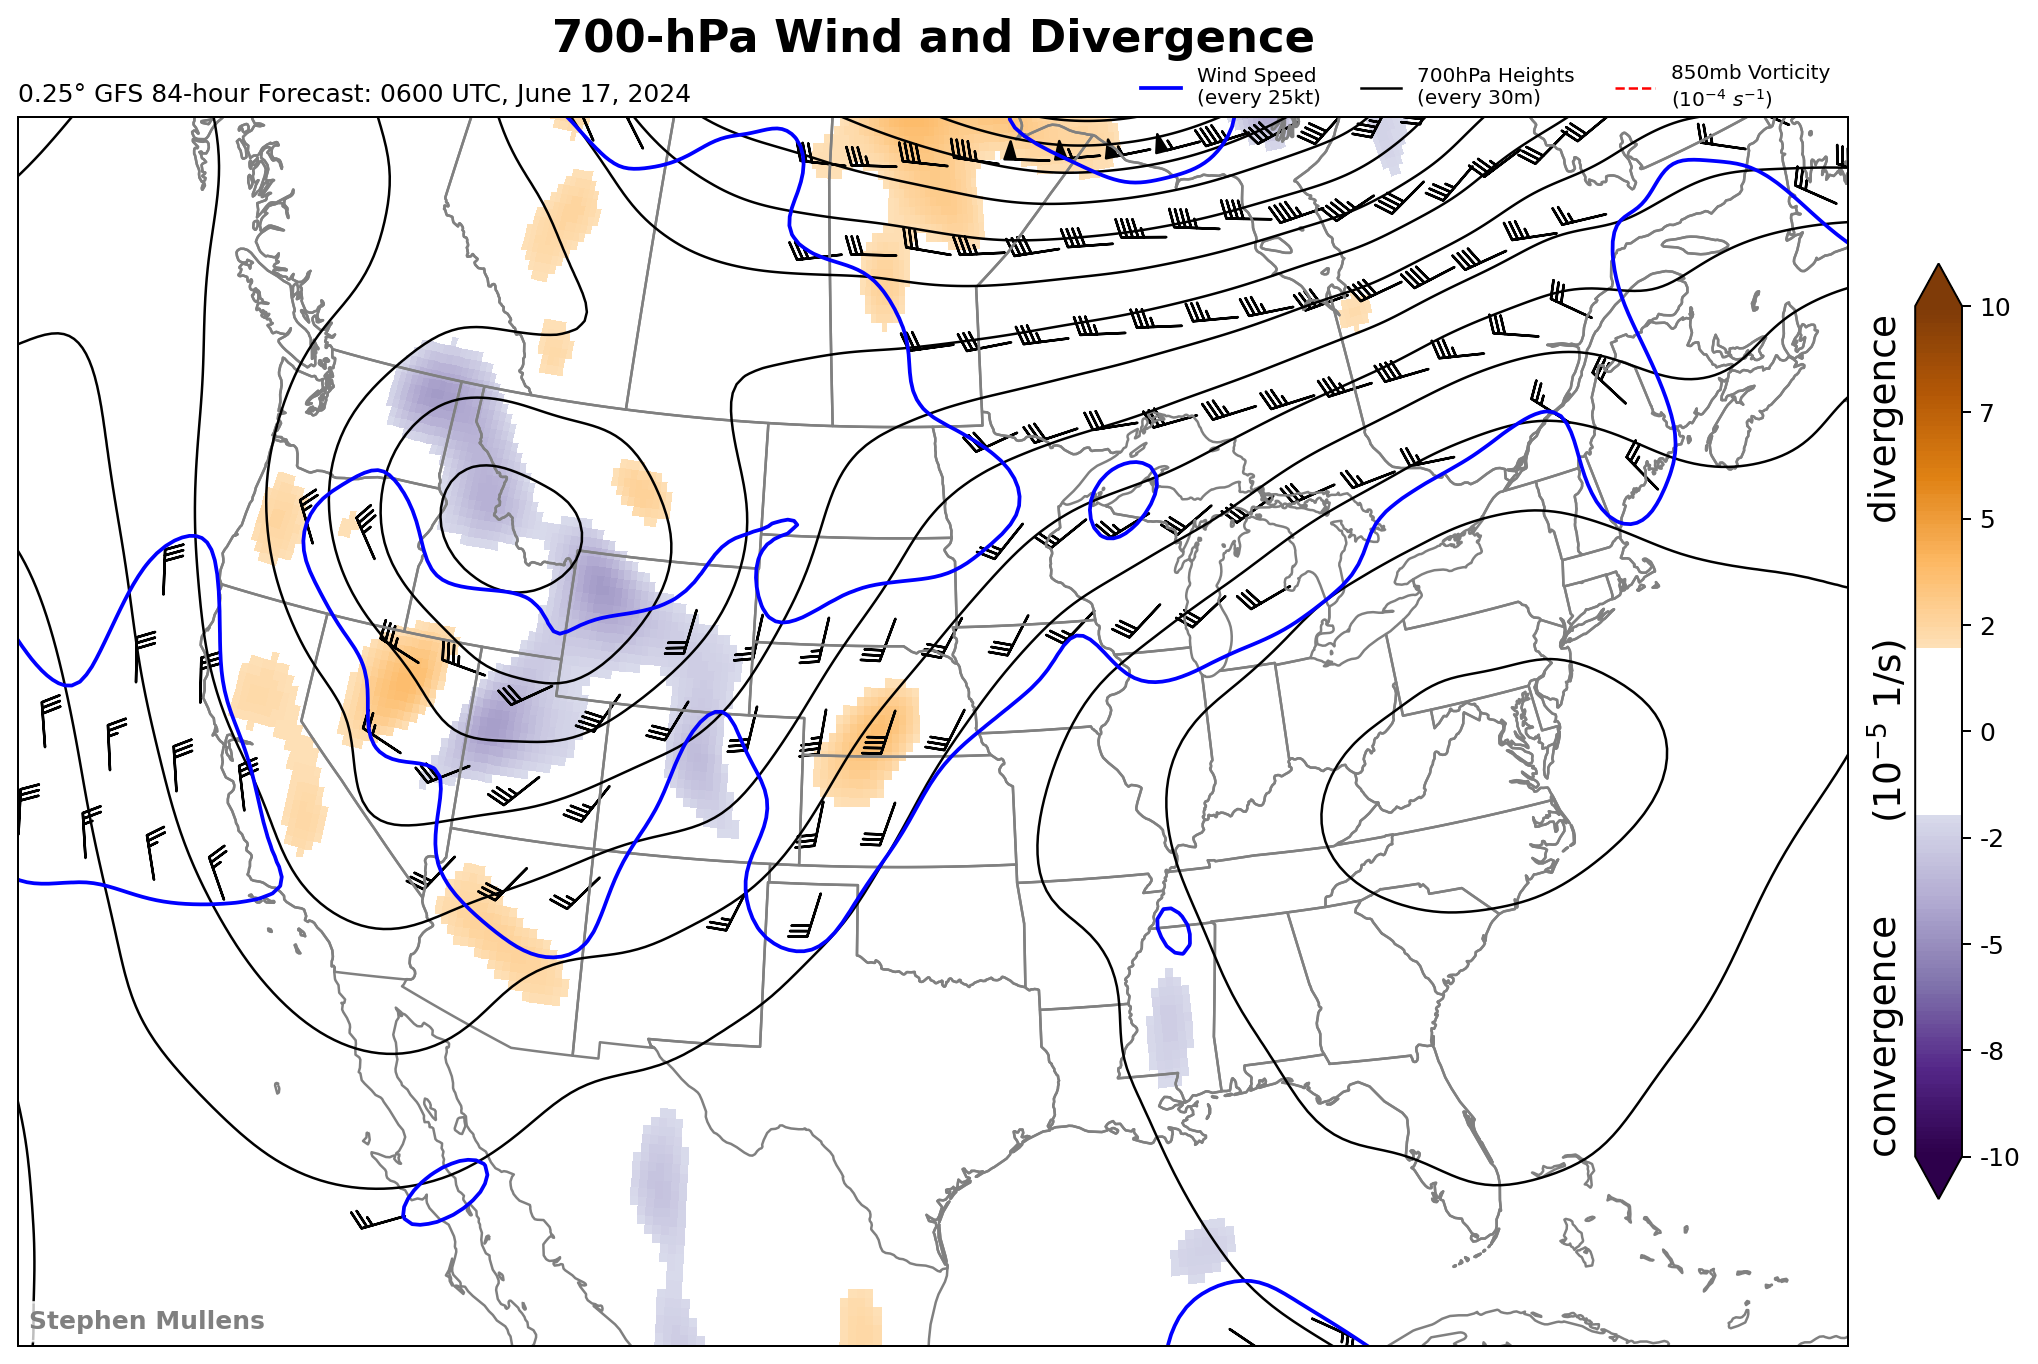 700-hPa Wind and Divergence
0.25° GFS 84-hour Forecast: 0600 UTC, June 17, 2024
Wind Speed
(every 25kt)
700hPa Heights
(every 30m)
850mb Vorticity
(10⁻⁴ s⁻¹)
10
7
5
2
0
-2
-5
-8
-10
convergence (10⁻⁵ 1/s) divergence
Stephen Mullens